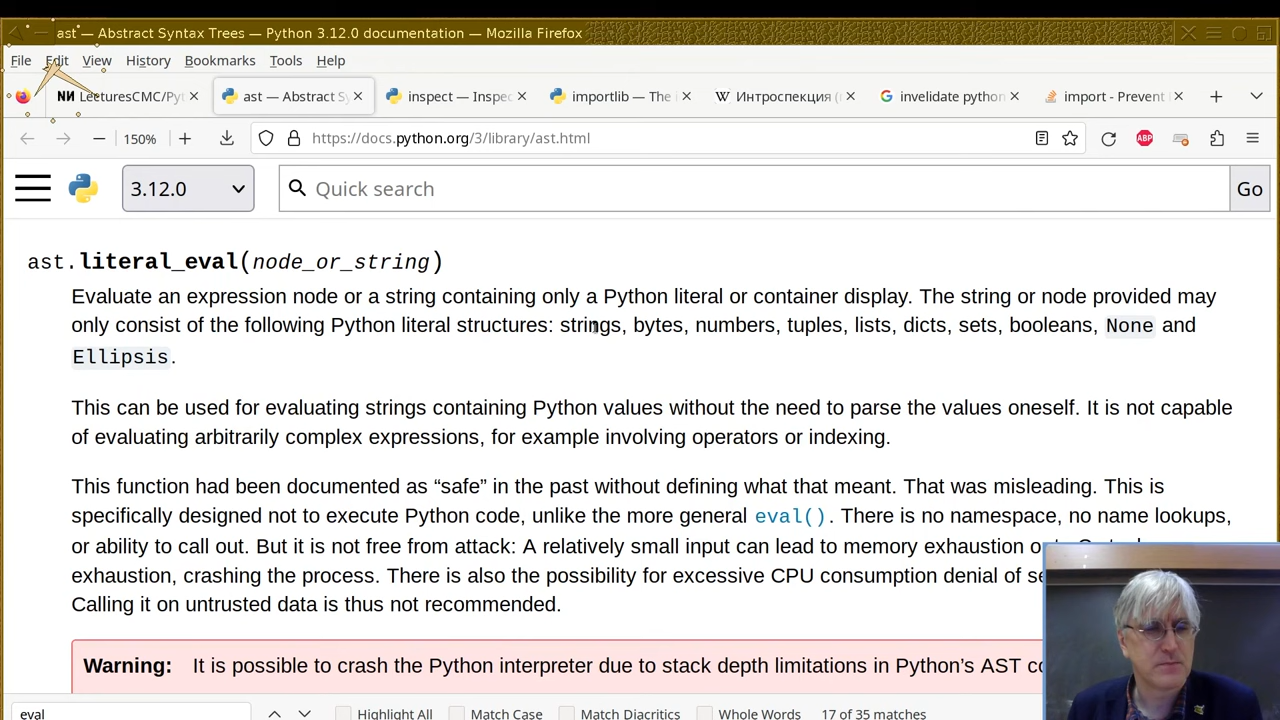 ast — Abstract Syntax Trees — Python 3.12.0 documentation — Mozilla Firefox
File Edit View History Bookmarks Tools Help
LecturesCMC/Pyt
ast — Abstract Sy
inspect — Inspec
importlib — The i
W Интроспекция (
G invelidate python
import - Prevent
150%
https://docs.python.org/3/library/ast.html
ABP
3.12.0
Quick search
Go
ast.literal_eval(node_or_string)
Evaluate an expression node or a string containing only a Python literal or container display. The string or node provided may
only consist of the following Python literal structures: strings, bytes, numbers, tuples, lists, dicts, sets, booleans, None and
Ellipsis.
This can be used for evaluating strings containing Python values without the need to parse the values oneself. It is not capable
of evaluating arbitrarily complex expressions, for example involving operators or indexing.
This function had been documented as “safe” in the past without defining what that meant. That was misleading. This is
specifically designed not to execute Python code, unlike the more general eval(). There is no namespace, no name lookups,
or ability to call out. But it is not free from attack: A relatively small input can lead to memory exhaustion
exhaustion, crashing the process. There is also the possibility for excessive CPU consumption denial of se
Calling it on untrusted data is thus not recommended.
Warning: It is possible to crash the Python interpreter due to stack depth limitations in Python’s AST co
eval
Highlight All Match Case Match Diacritics Whole Words 17 of 35 matches